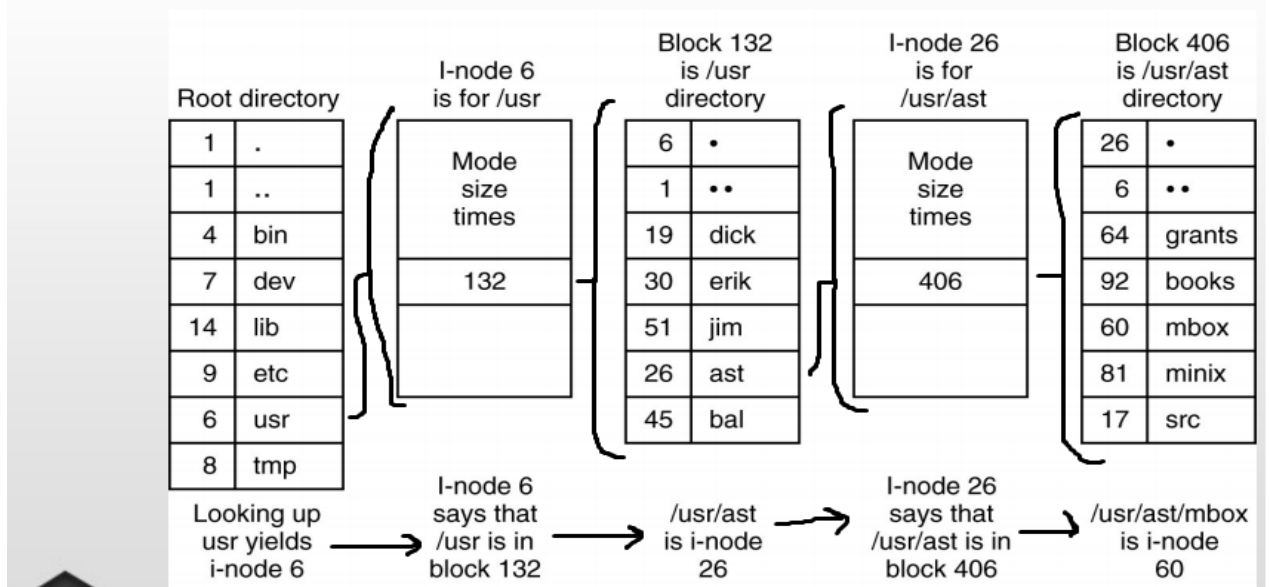 Root directory
1 .
1 ..
4 bin
7 dev
14 lib
9 etc
6 usr
8 tmp
Looking up
usr yields
i-node 6
I-node 6
is for /usr
Mode
size
times
132
I-node 6
says that
/usr is in
block 132
Block 132
is /usr
directory
6 •
1 ••
19 dick
30 erik
51 jim
26 ast
45 bal
/usr/ast
is i-node
26
I-node 26
is for
/usr/ast
Mode
size
times
406
I-node 26
says that
/usr/ast is in
block 406
Block 406
is /usr/ast
directory
26 •
6 ••
64 grants
92 books
60 mbox
81 minix
17 src
/usr/ast/mbox
is i-node
60